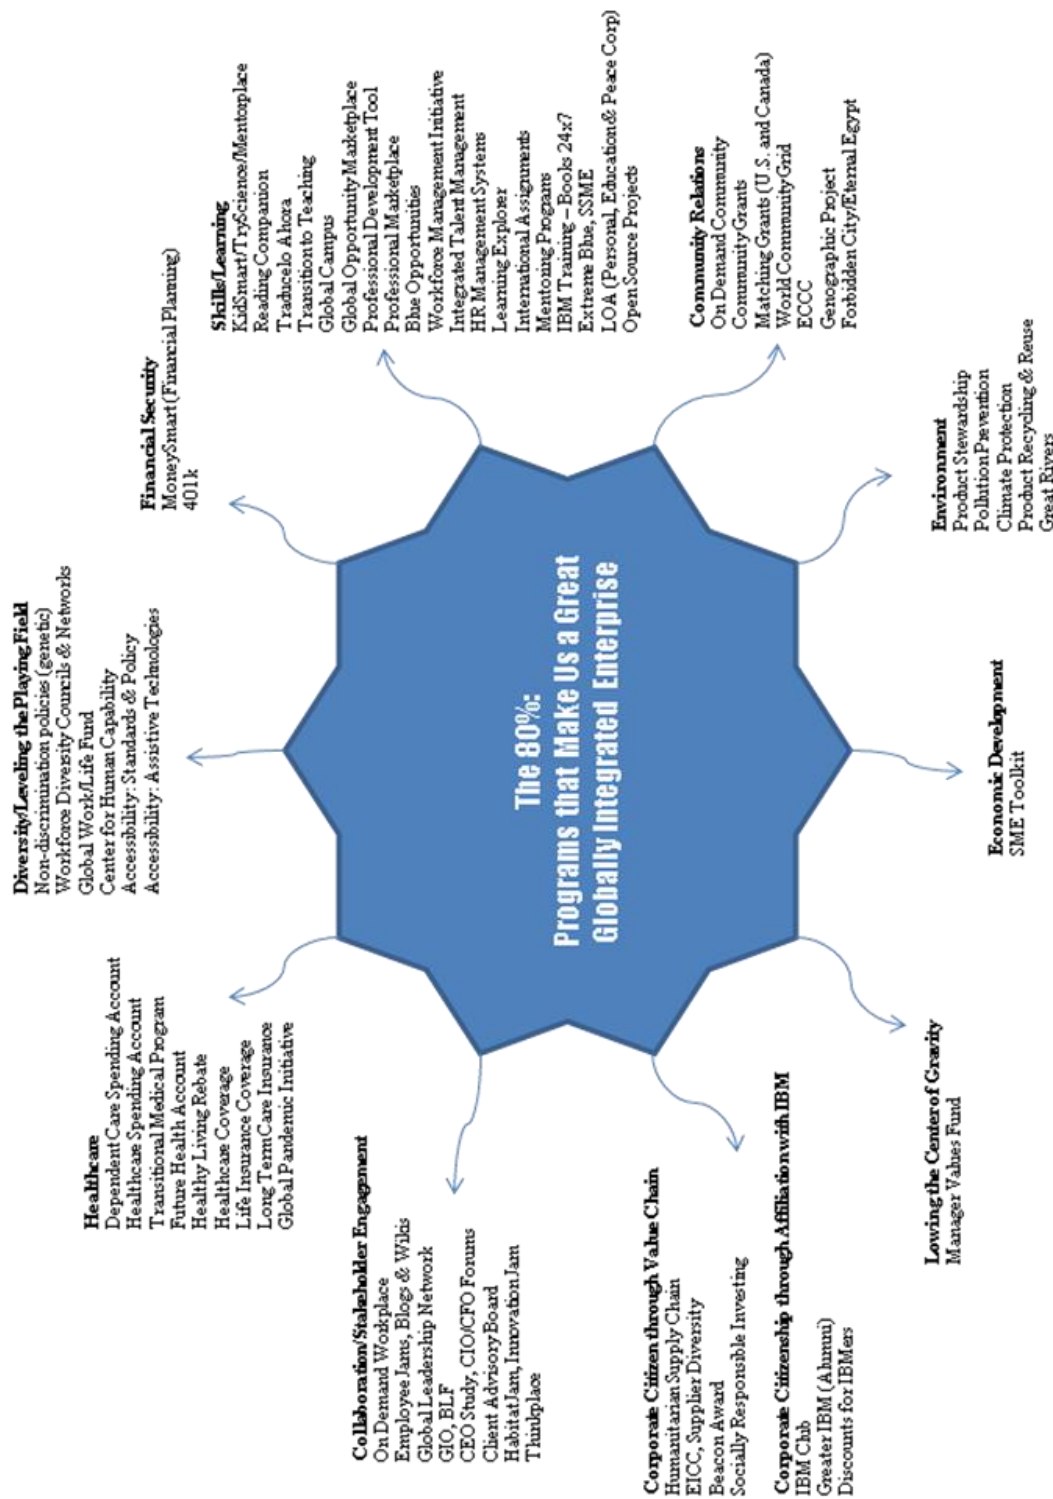 The 80%:
Programs that Make Us a Great
Globally Integrated Enterprise
Diversity/Leveling the Playing Field
Non-discrimination policies (genetic)
Workforce Diversity Councils & Networks
Global Work/Life Fund
Center for Human Capability
Accessibility: Standards & Policy
Accessibility: Assistive Technologies
Financial Security
MoneySmart (Financial Planning)
401k
Skills/Learning
KidSmart/TryScience/Mentorplace
Reading Companion
Traducelo Ahora
Transition to Teaching
Global Campus
Global Opportunity Marketplace
Professional Development Tool
Professional Marketplace
Blue Opportunities
Workforce Management Initiative
Integrated Talent Management
HR Management Systems
Learning Explorer
International Assignments
Mentoring Programs
IBM Training – Books 24x7
Extreme Blue, SSME
LOA (Personal, Education & Peace Corp)
Open Source Projects
Community Relations
On Demand Community
Community Grants
Matching Grants (U.S. and Canada)
World Community Grid
ECCC
Genographic Project
Forbidden City/Eternal Egypt
Environment
Product Stewardship
Pollution Prevention
Climate Protection
Product Recycling & Reuse
Great Rivers
Economic Development
SME Toolkit
Lowing the Center of Gravity
Manager Values Fund
Corporate Citizenship through Affiliation with IBM
IBM Club
Greater IBM (Alumni)
Discounts for IBMers
Corporate Citizen through Value Chain
Humanitarian Supply Chain
EICC, Supplier Diversity
Beacon Award
Socially Responsible Investing
Collaboration/Stakeholder Engagement
On Demand Workplace
Employee Jams, Blogs & Wikis
Global Leadership Network
GIO, BLF
CEO Study, CIO/CFO Forums
Client Advisory Board
Habitat Jam, Innovation Jam
Thinkplace
Healthcare
Dependent Care Spending Account
Healthcare Spending Account
Transitional Medical Program
Future Health Account
Healthy Living Rebate
Healthcare Coverage
Life Insurance Coverage
Long Term Care Insurance
Global Pandemic Initiative